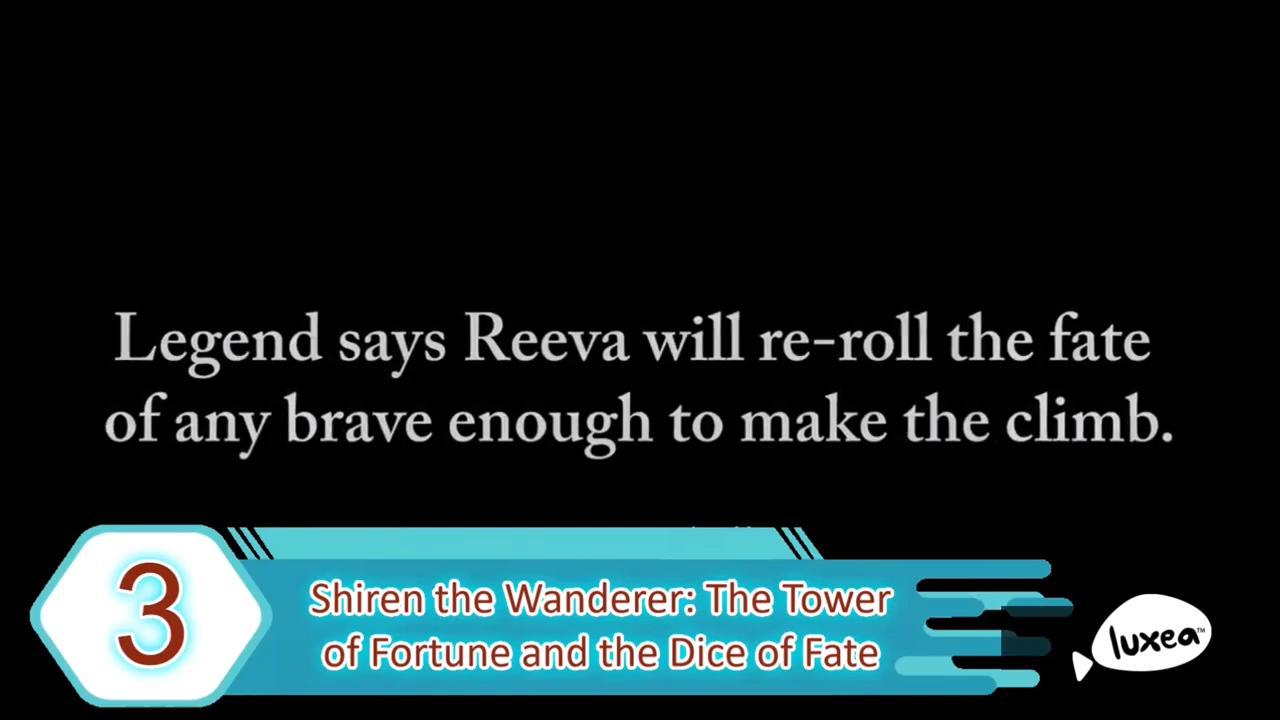 Legend says Reeva will re-roll the fate
of any brave enough to make the climb.
3
Shiren the Wanderer: The Tower
of Fortune and the Dice of Fate
luxea™